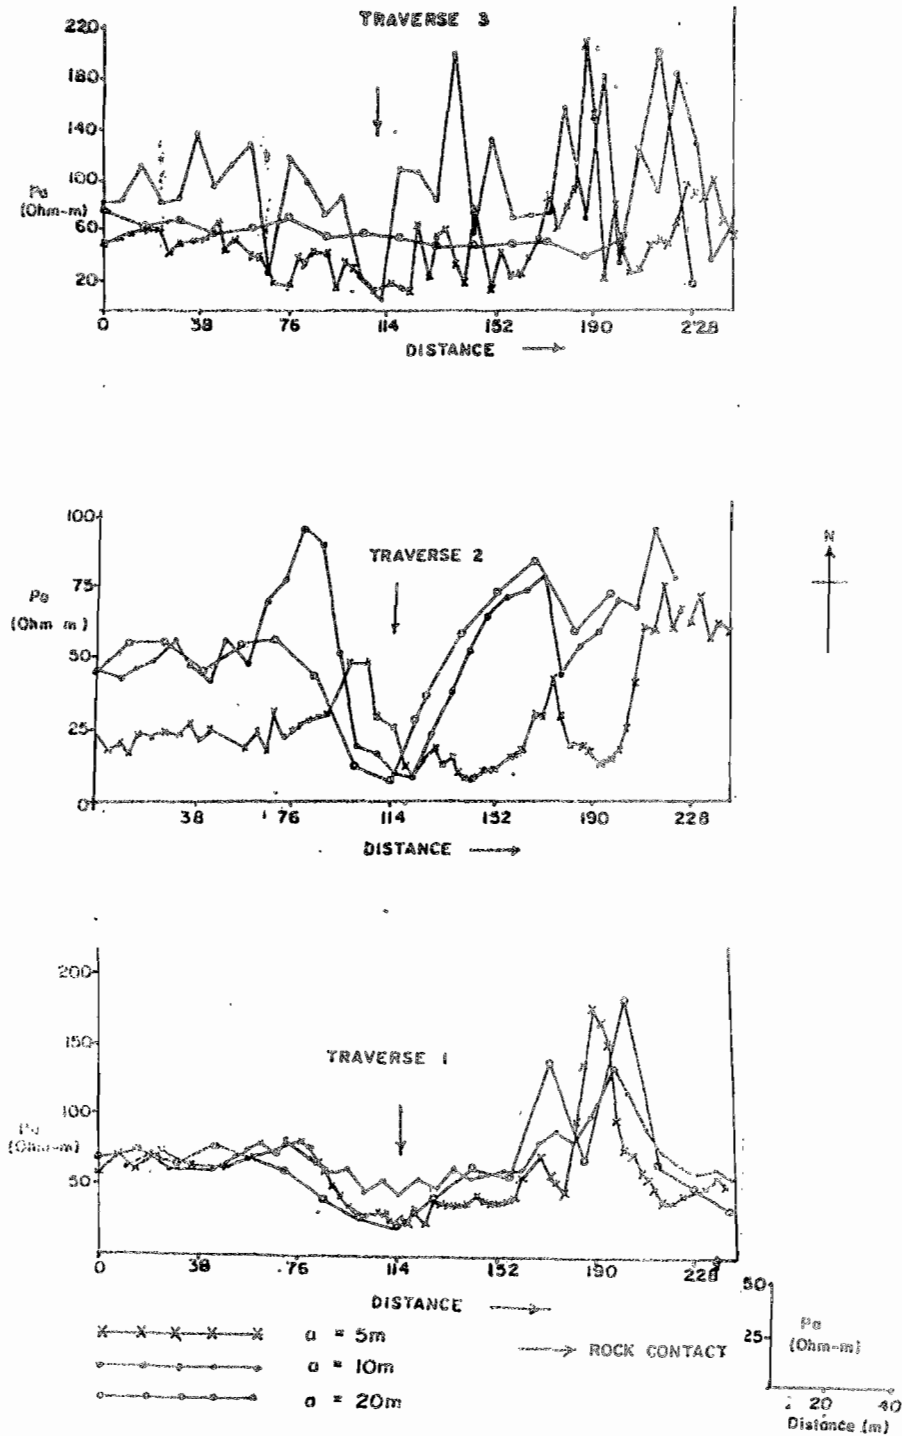 TRAVERSE 3
220
180
140
100
Pa
(Ohm-m)
60
20
0 38 76 114 152 190 228
DISTANCE
100
75
50
25
0
Pa
(Ohm m)
TRAVERSE 2
N
38 76 114 152 190 228
DISTANCE
200
150
100
50
(Ohm-m)
TRAVERSE 1
0 38 76 114 152 190 228
DISTANCE
a = 5m
a = 10m
a = 20m
ROCK CONTACT
50
25
Pa
(Ohm-m)
20 40
Distance (m)